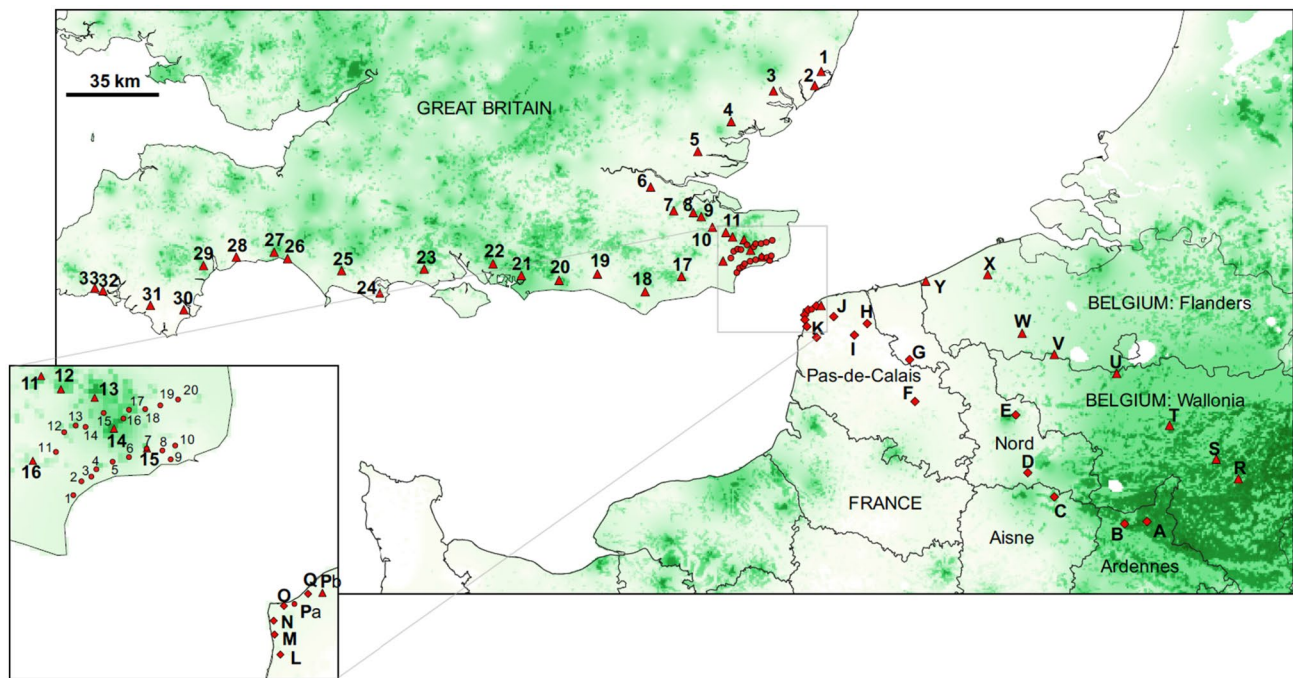 35 km
GREAT BRITAIN
1
2
3
4
5
6
7
8
9
10
11
17
18
19
20
21
22
23
24
25
26
27
28
29
30
31
32
33
Y
X
BELGIUM: Flanders
W
V
U
BELGIUM: Wallonia
T
S
R
J
H
K
I
G
Pas-de-Calais
F
E
Nord
D
C
FRANCE
Aisne
B
A
Ardennes
11
12
13
20
19
18
17
16
15
14
13
12
11
14
7
8
10
9
15
6
5
4
3
2
1
16
Q
Pb
O
Pa
N
M
L